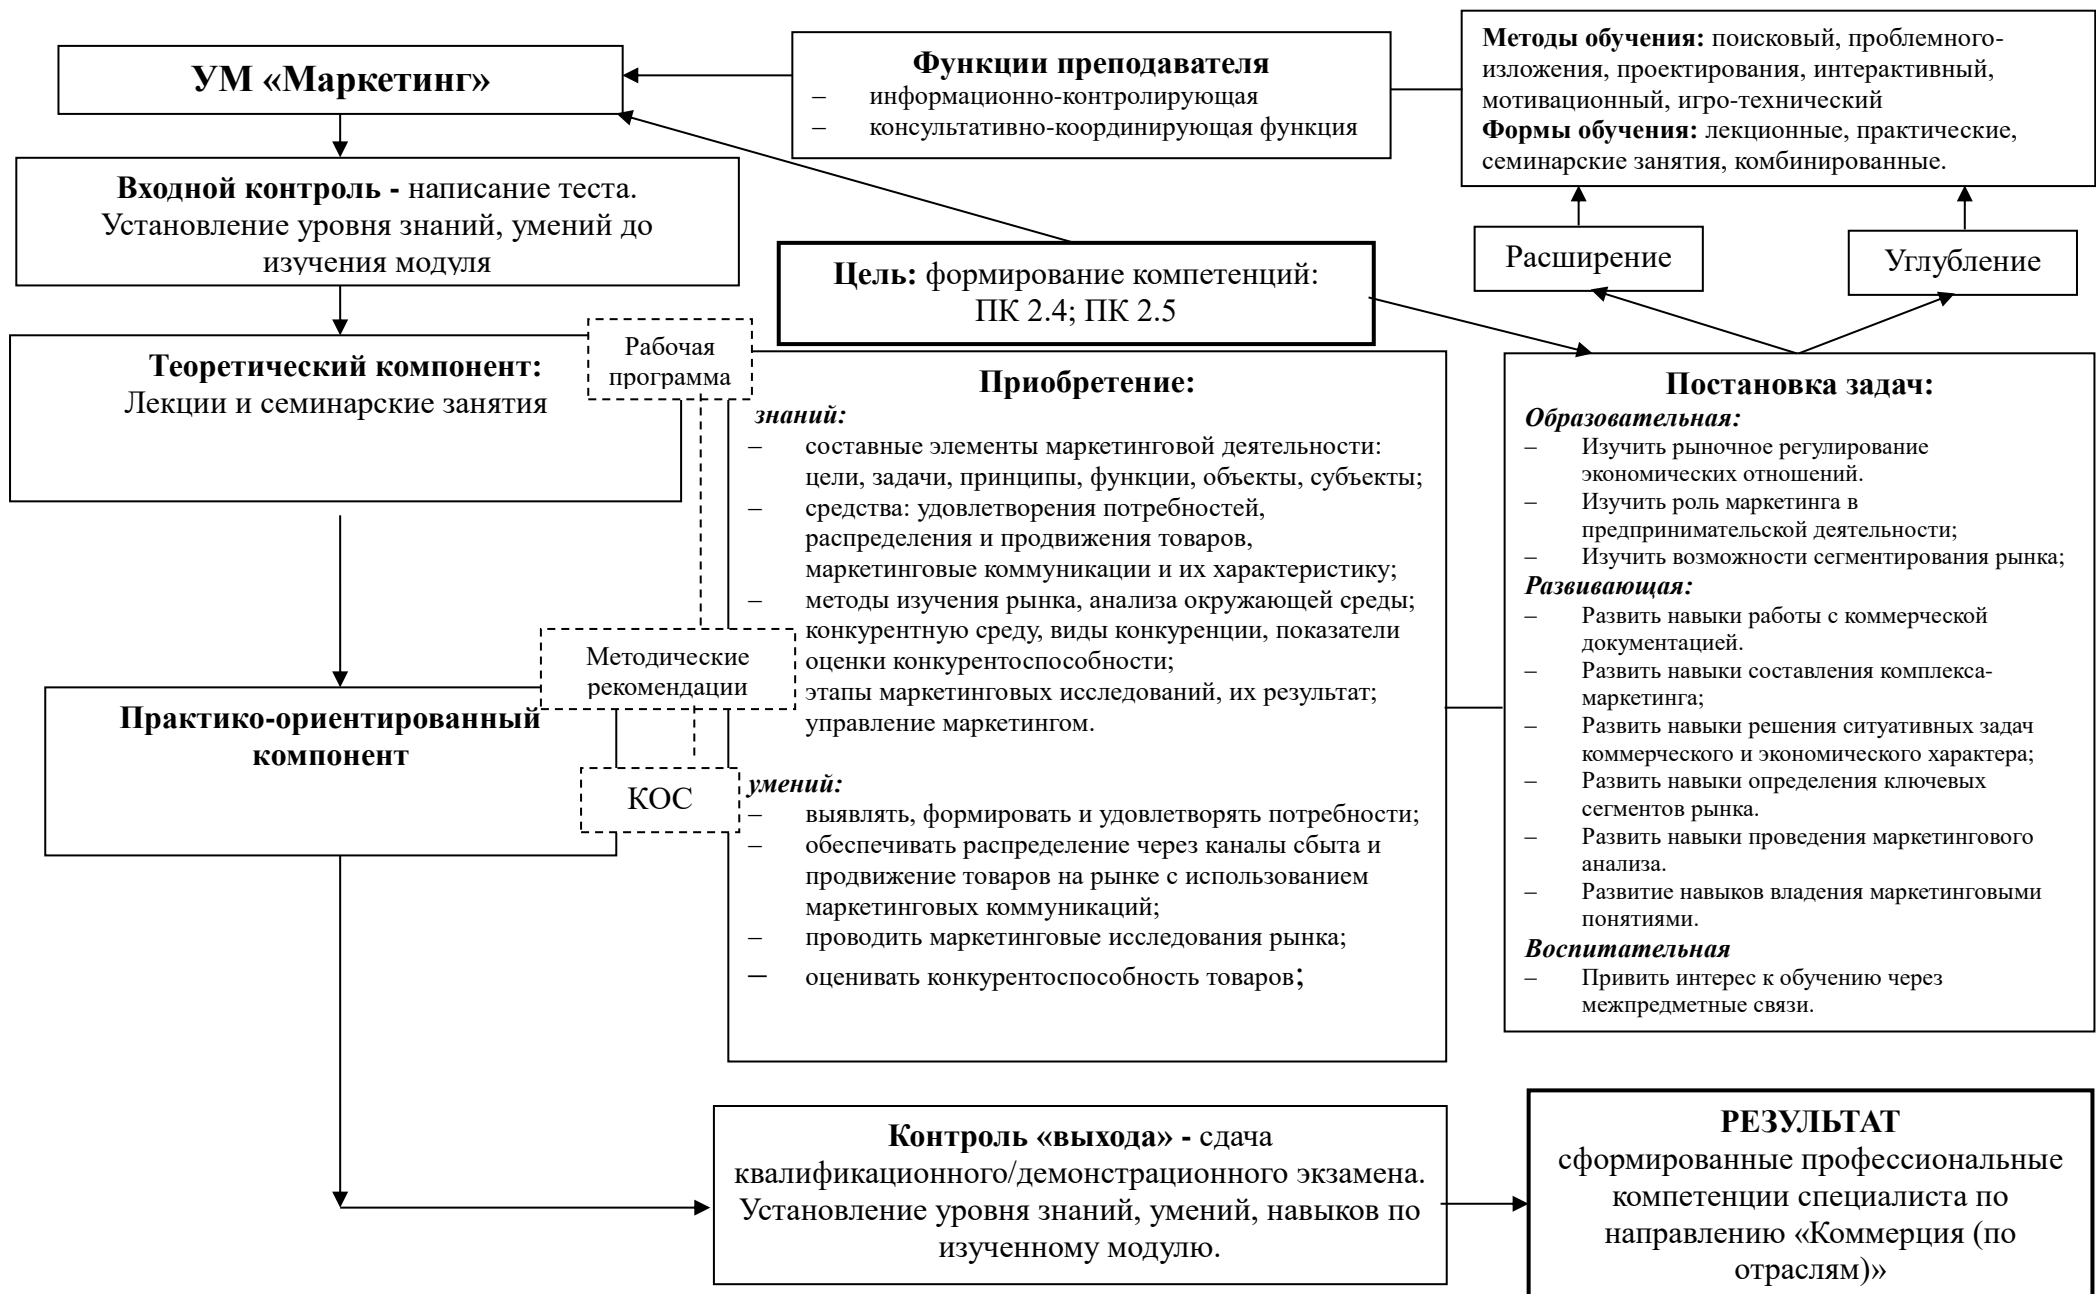 УМ «Маркетинг»
Функции преподавателя
– информационно-контролирующая
– консультативно-координирующая функция
Методы обучения: поисковый, проблемного-
изложения, проектирования, интерактивный,
мотивационный, игро-технический
Формы обучения: лекционные, практические,
семинарские занятия, комбинированные.
Входной контроль - написание теста.
Установление уровня знаний, умений до
изучения модуля
Цель: формирование компетенций:
ПК 2.4; ПК 2.5
Расширение
Углубление
Теоретический компонент:
Лекции и семинарские занятия
Рабочая
программа
Методические
рекомендации
Практико-ориентированный
компонент
КОС
Приобретение:
знаний:
– составные элементы маркетинговой деятельности:
цели, задачи, принципы, функции, объекты, субъекты;
– средства: удовлетворения потребностей,
распределения и продвижения товаров,
маркетинговые коммуникации и их характеристику;
– методы изучения рынка, анализа окружающей среды;
конкурентную среду, виды конкуренции, показатели
оценки конкурентоспособности;
этапы маркетинговых исследований, их результат;
управление маркетингом.
умений:
– выявлять, формировать и удовлетворять потребности;
– обеспечивать распределение через каналы сбыта и
продвижение товаров на рынке с использованием
маркетинговых коммуникаций;
– проводить маркетинговые исследования рынка;
– оценивать конкурентоспособность товаров;
Постановка задач:
Образовательная:
– Изучить рыночное регулирование
экономических отношений.
– Изучить роль маркетинга в
предпринимательской деятельности;
– Изучить возможности сегментирования рынка;
Развивающая:
– Развить навыки работы с коммерческой
документацией.
– Развить навыки составления комплекса-
маркетинга;
– Развить навыки решения ситуативных задач
коммерческого и экономического характера;
– Развить навыки определения ключевых
сегментов рынка.
– Развить навыки проведения маркетингового
анализа.
– Развитие навыков владения маркетинговыми
понятиями.
Воспитательная
– Привить интерес к обучению через
межпредметные связи.
Контроль «выхода» - сдача
квалификационного/демонстрационного экзамена.
Установление уровня знаний, умений, навыков по
изученному модулю.
РЕЗУЛЬТАТ
сформированные профессиональные
компетенции специалиста по
направлению «Коммерция (по
отраслям)»